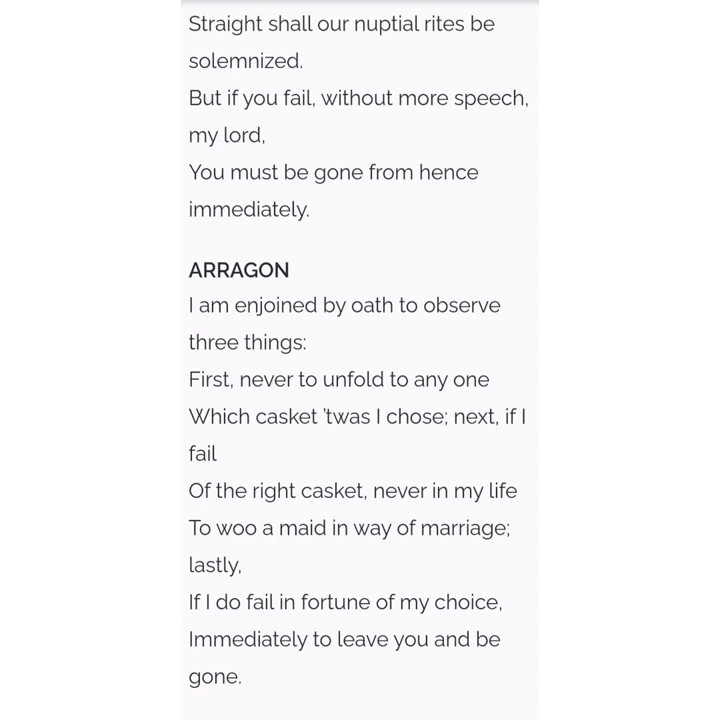 Straight shall our nuptial rites be
solemnized.
But if you fail, without more speech,
my lord,
You must be gone from hence
immediately.
ARRAGON
I am enjoined by oath to observe
three things:
First, never to unfold to any one
Which casket 'twas I chose; next, if I
fail
Of the right casket, never in my life
To woo a maid in way of marriage;
lastly,
If I do fail in fortune of my choice,
Immediately to leave you and be
gone.